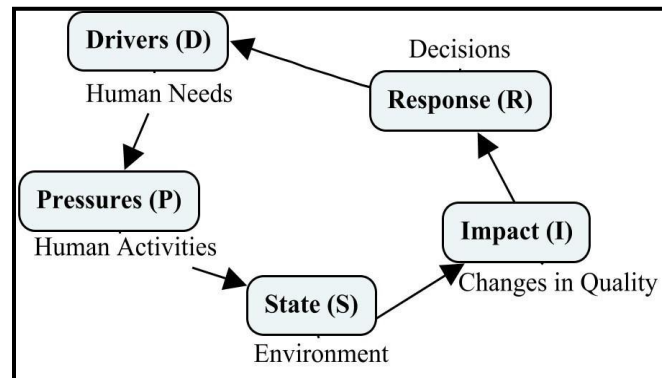 Drivers (D)
Human Needs
Pressures (P)
Human Activities
State (S)
Environment
Impact (I)
Changes in Quality
Decisions
Response (R)